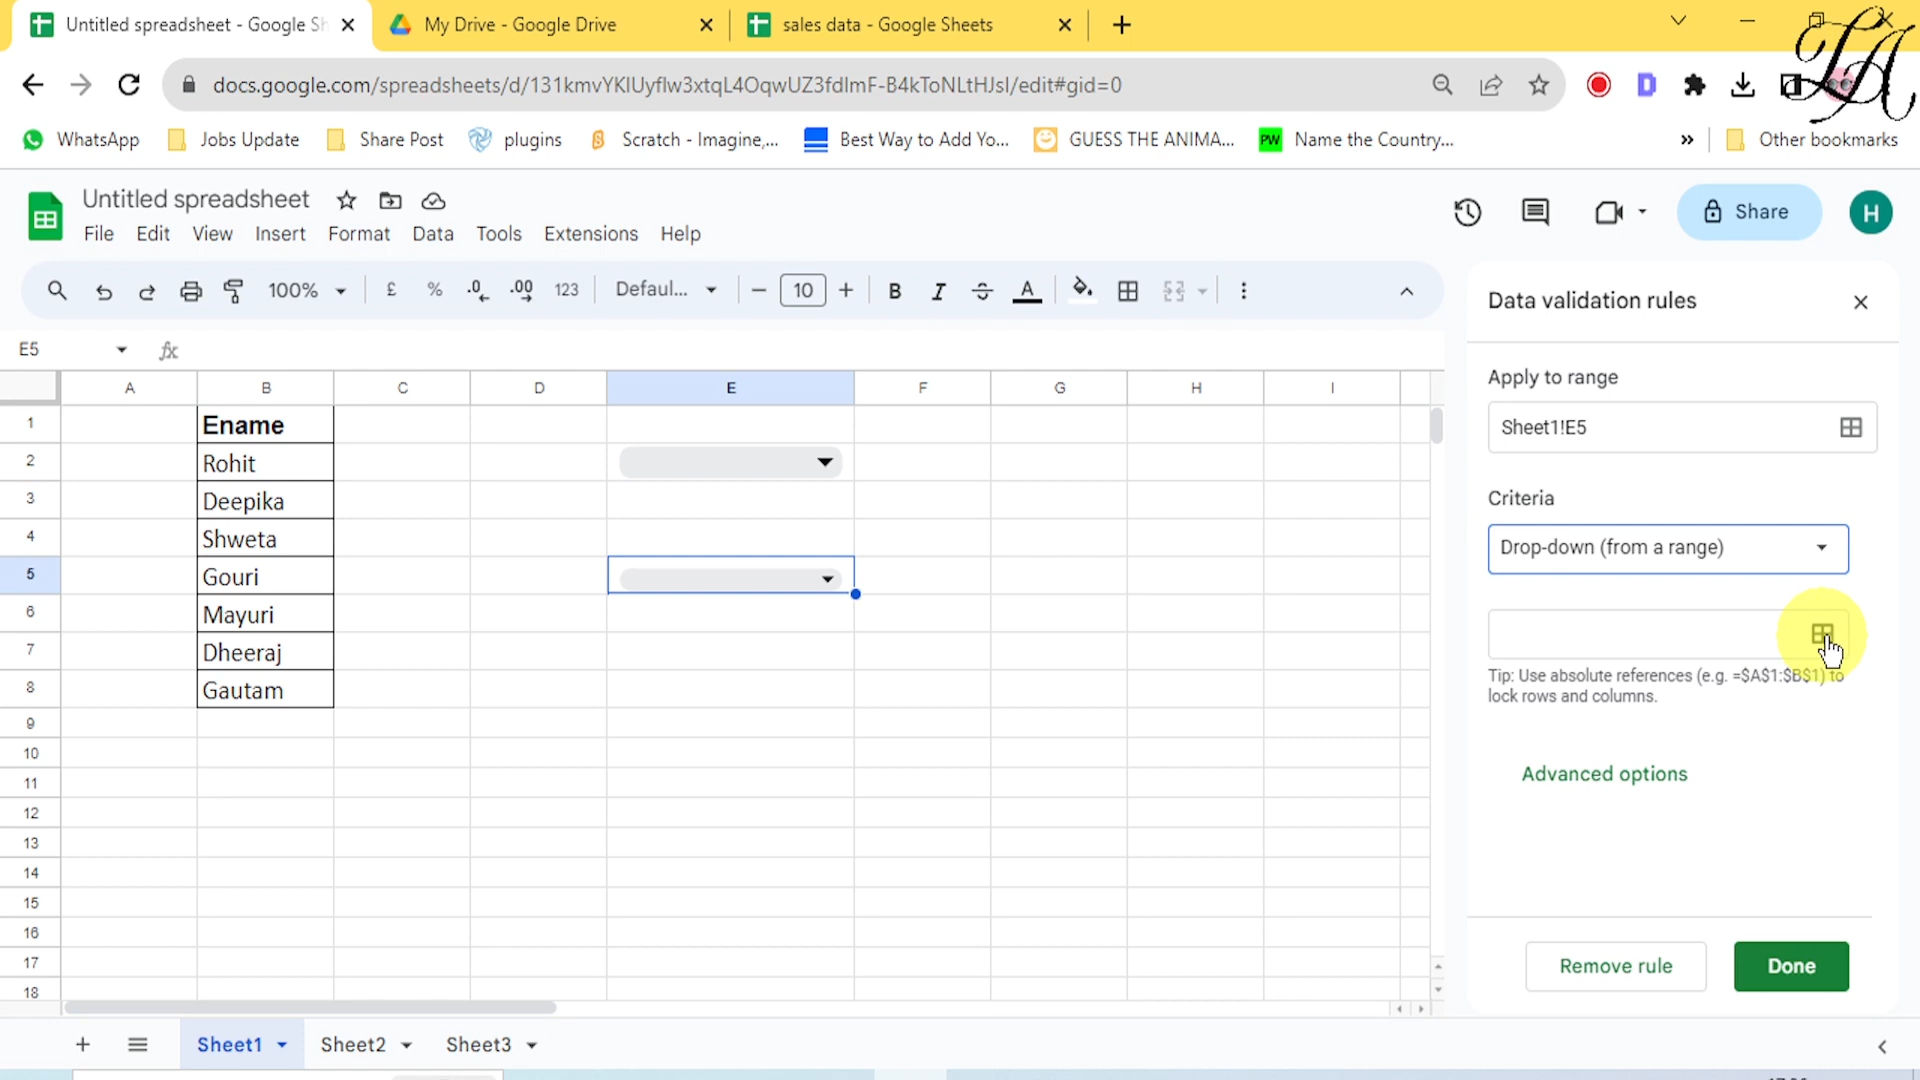 Untitled spreadsheet - Google Sh
My Drive - Google Drive
sales data - Google Sheets
LA
docs.google.com/spreadsheets/d/131kmvYKlUyflw3xtqL4OqwUZ3fdlmF-B4kToNLtHJsI/edit#gid=0
WhatsApp
Jobs Update
Share Post
plugins
Scratch - Imagine,...
Best Way to Add Yo...
GUESS THE ANIMA...
PW Name the Country...
Other bookmarks
Untitled spreadsheet
File Edit View Insert Format Data Tools Extensions Help
Share
H
100% £ % .0 .00 123 Defaul... 10 B I S A
Data validation rules
E5 fx
A B C D E F G H I
1 Ename
2 Rohit
3 Deepika
4 Shweta
5 Gouri
6 Mayuri
7 Dheeraj
8 Gautam
9
10
11
12
13
14
15
16
17
18
Apply to range
Sheet1!E5
Criteria
Drop-down (from a range)
Tip: Use absolute references (e.g. =$A$1:$B$1) to
lock rows and columns.
Advanced options
Remove rule
Done
Sheet1 Sheet2 Sheet3